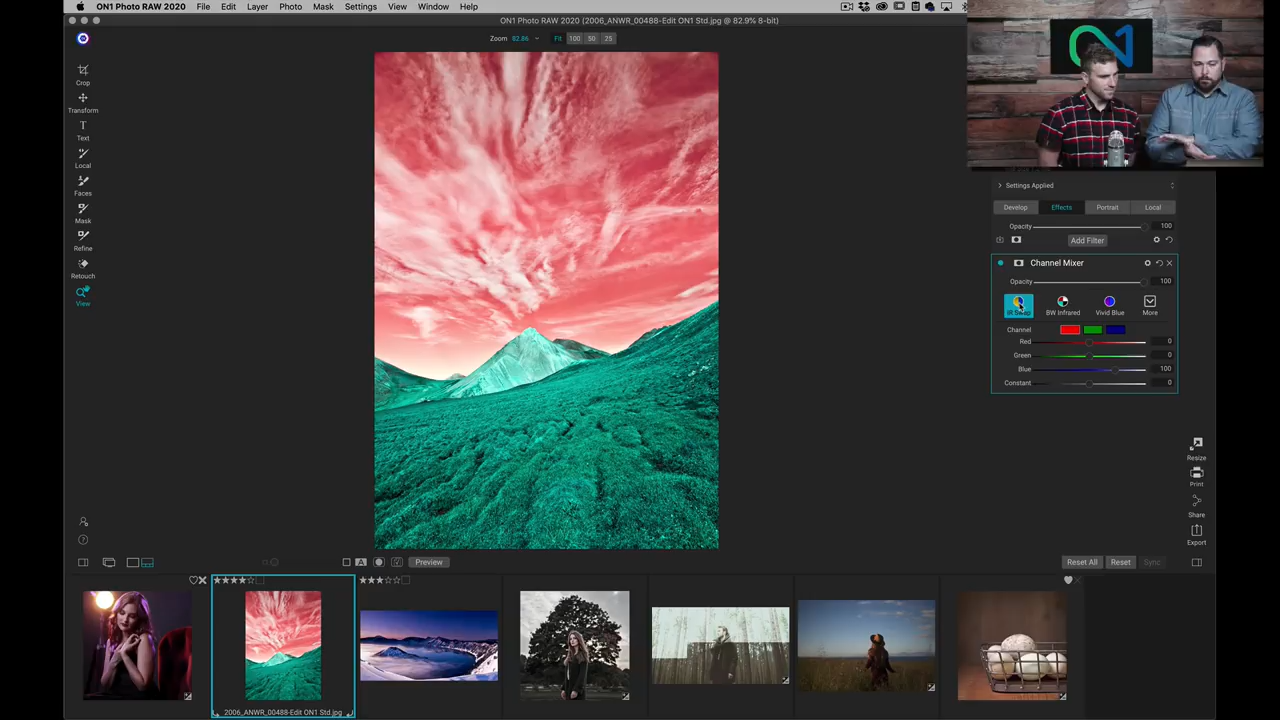 ON1 Photo RAW 2020 File Edit Layer Photo Mask Settings View Window Help
ON1 Photo RAW 2020 (2006_ANWR_00488-Edit ON1 Std.jpg @ 82.9% 8-bit)
Zoom 82.86 Fit 100 50 25
Crop
Transform
Text
Local
Faces
Mask
Refine
Retouch
View
Settings Applied
Develop Effects Portrait Local
Opacity 100
Add Filter
Channel Mixer
Opacity 100
IR Swap BW Infrared Vivid Blue More
Channel
Red 0
Green 0
Blue 100
Constant 0
Resize
Print
Share
Export
A Preview
Reset All Reset Sync
2006_ANWR_00488-Edit ON1 Std.jpg